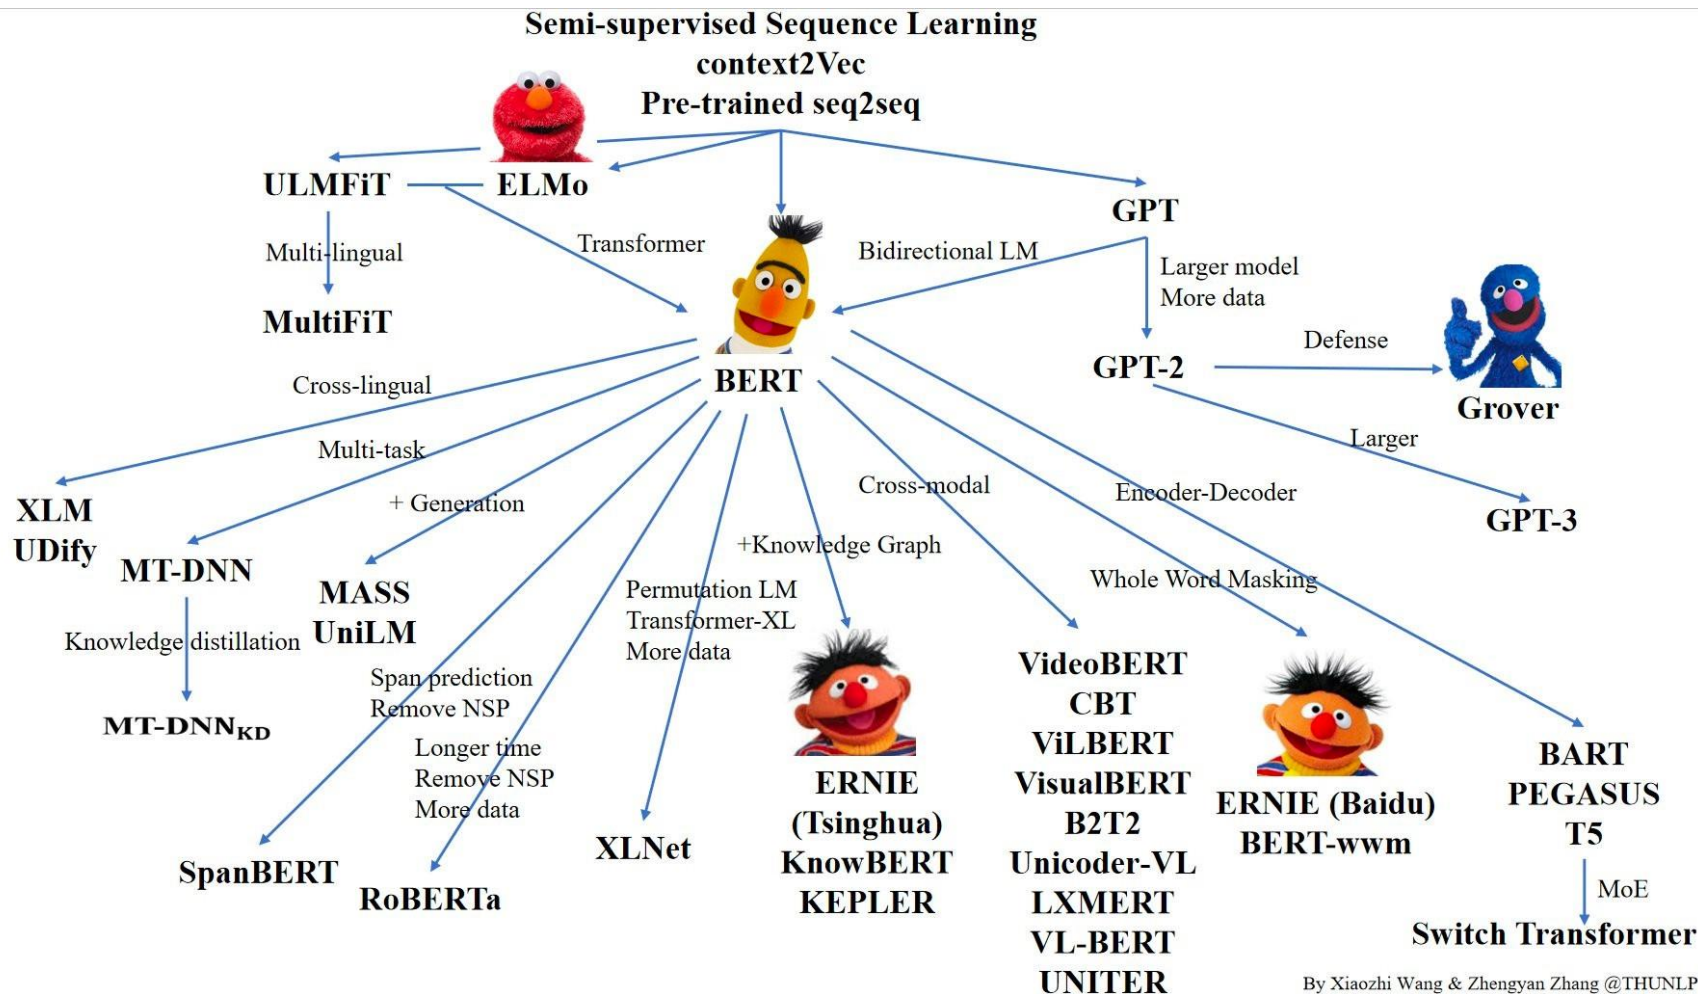 Semi-supervised Sequence Learning
context2Vec
Pre-trained seq2seq
ULMFiT
ELMo
GPT
Multi-lingual
Transformer
Bidirectional LM
Larger model
More data
MultiFiT
BERT
GPT-2
Defense
Grover
Cross-lingual
Multi-task
+ Generation
Cross-modal
Encoder-Decoder
Larger
GPT-3
XLM
UDify
MT-DNN
MASS
UniLM
+Knowledge Graph
Whole Word Masking
Permutation LM
Transformer-XL
More data
Knowledge distillation
Span prediction
Remove NSP
MT-DNNKD
Longer time
Remove NSP
More data
SpanBERT
RoBERTa
XLNet
ERNIE
(Tsinghua)
KnowBERT
KEPLER
VideoBERT
CBT
ViLBERT
VisualBERT
B2T2
Unicoder-VL
LXMERT
VL-BERT
UNITER
ERNIE (Baidu)
BERT-wwm
BART
PEGASUS
T5
MoE
Switch Transformer
By Xiaozhi Wang & Zhengyan Zhang @THUNLP